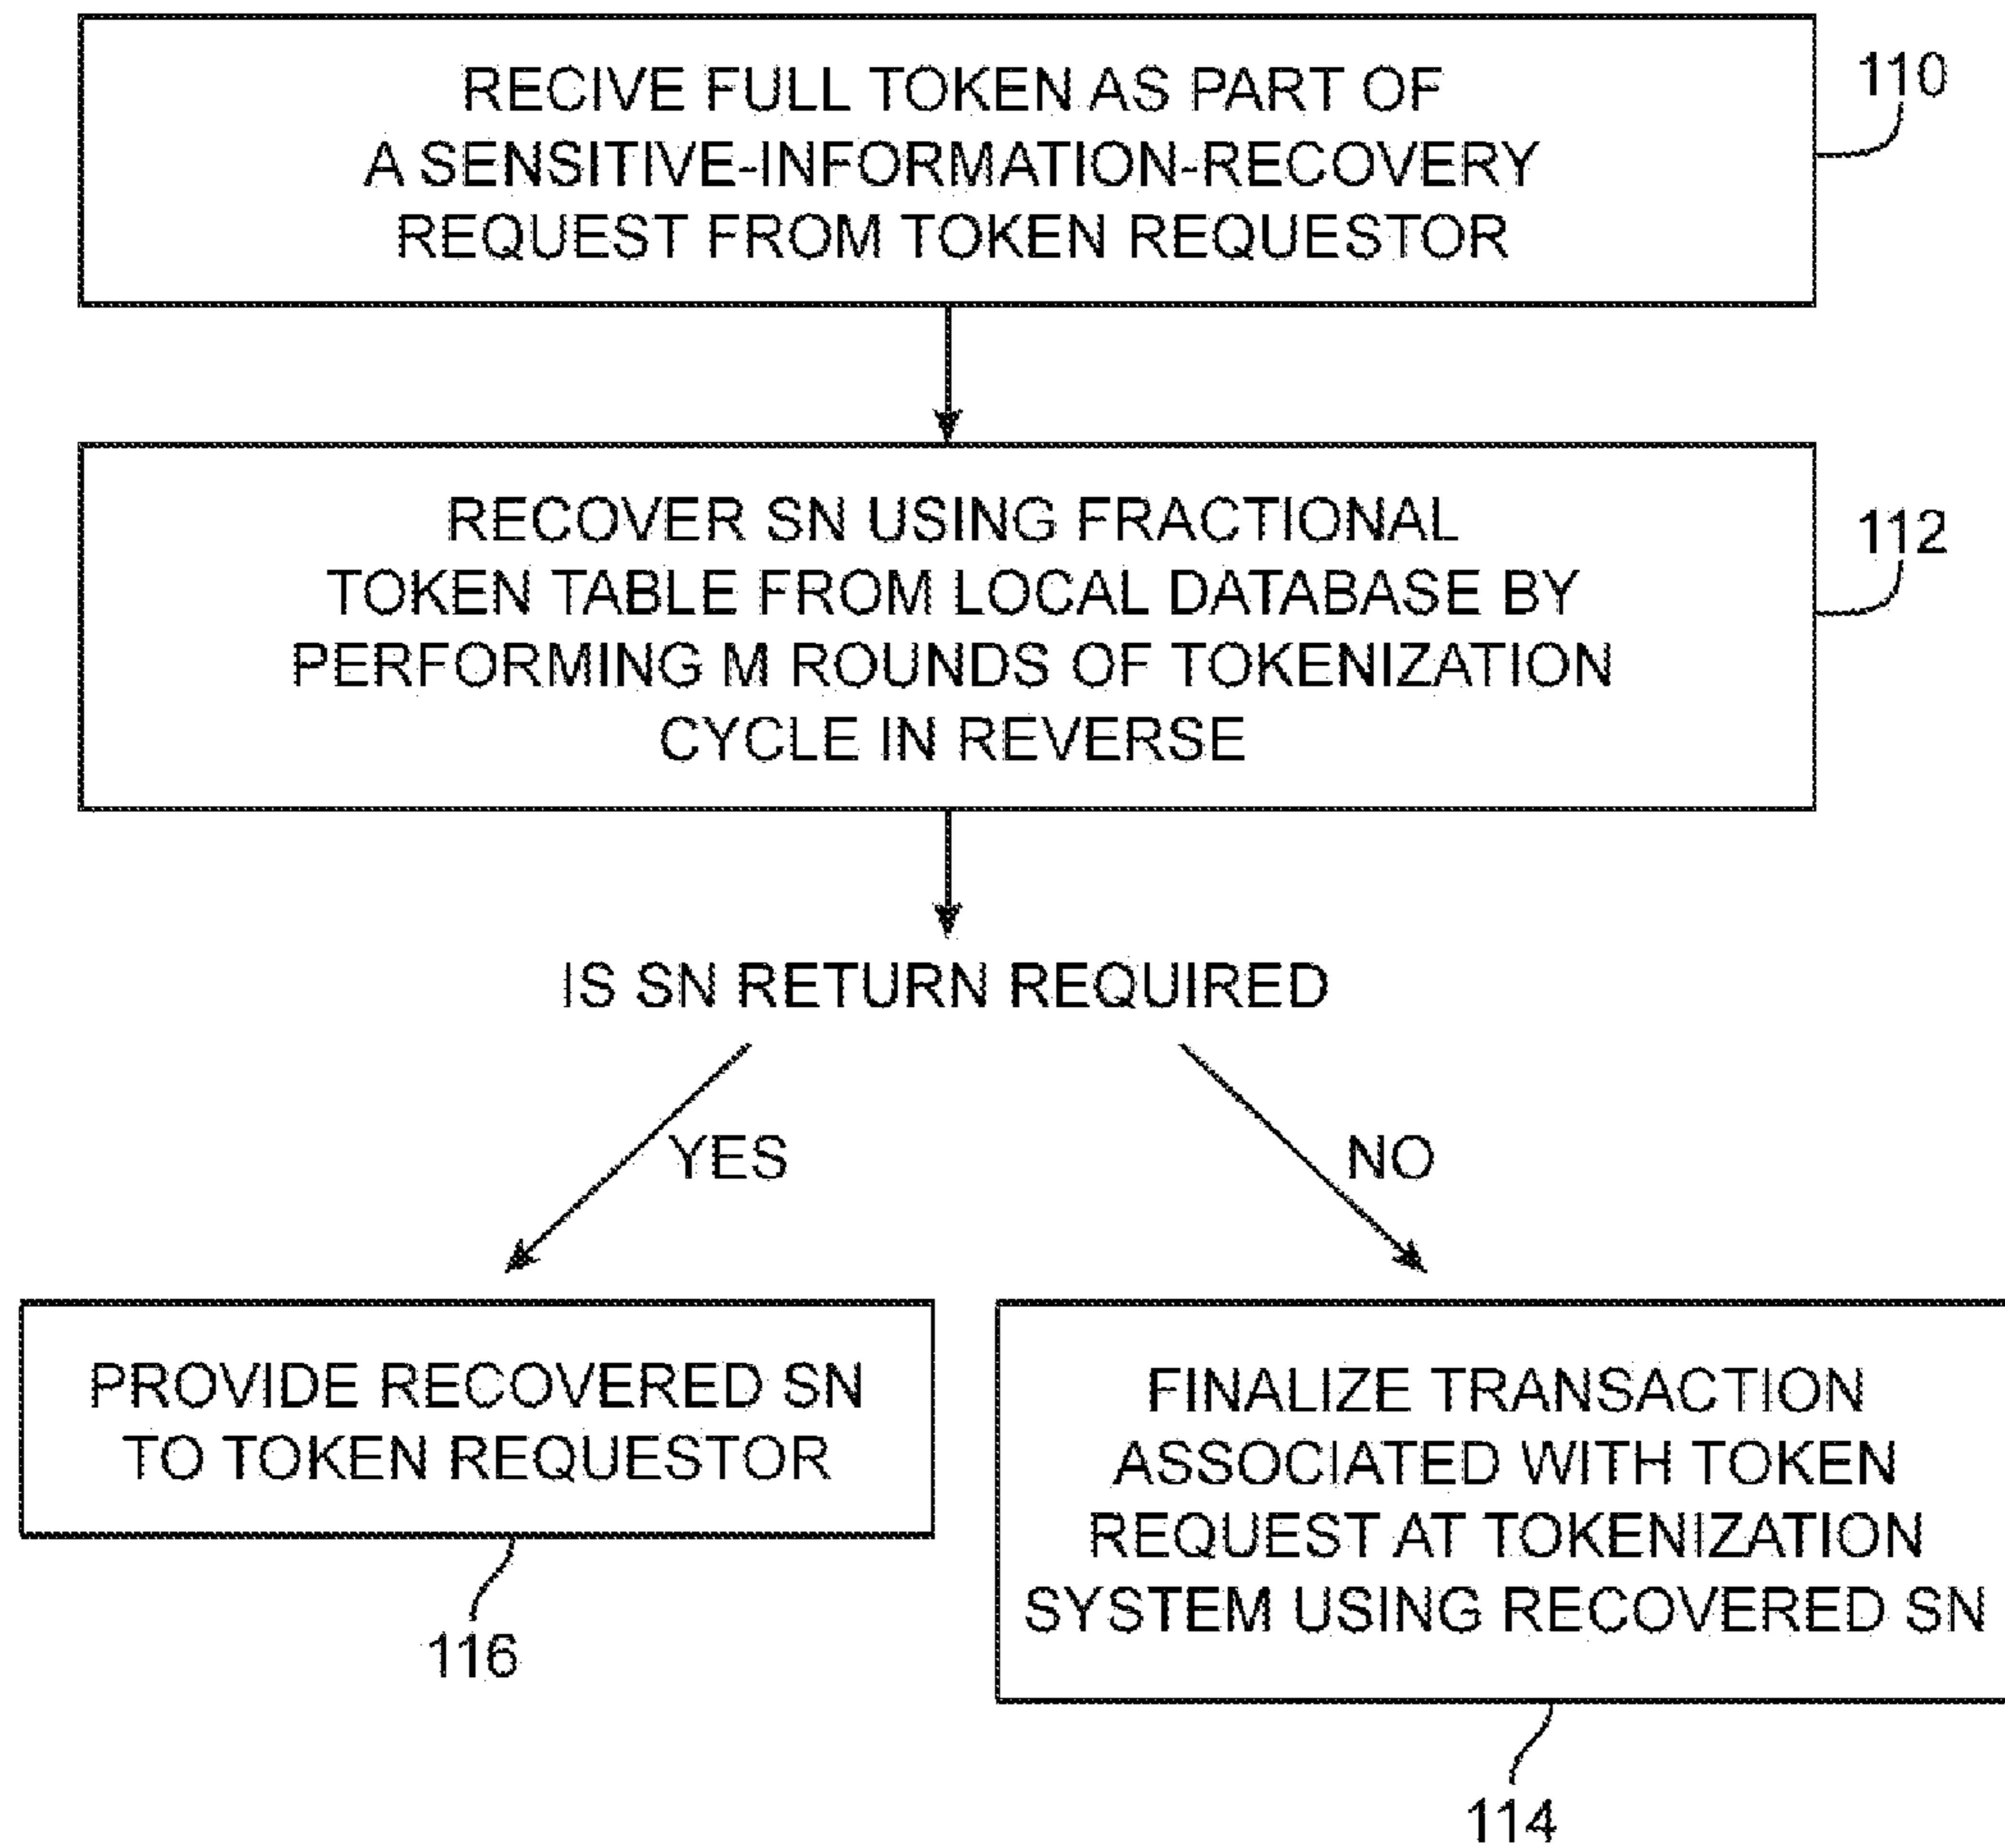 RECIVE FULL TOKEN AS PART OF
A SENSITIVE-INFORMATION-RECOVERY
REQUEST FROM TOKEN REQUESTOR
110
RECOVER SN USING FRACTIONAL
TOKEN TABLE FROM LOCAL DATABASE BY
PERFORMING M ROUNDS OF TOKENIZATION
CYCLE IN REVERSE
112
IS SN RETURN REQUIRED
YES
NO
PROVIDE RECOVERED SN
TO TOKEN REQUESTOR
116
FINALIZE TRANSACTION
ASSOCIATED WITH TOKEN
REQUEST AT TOKENIZATION
SYSTEM USING RECOVERED SN
114